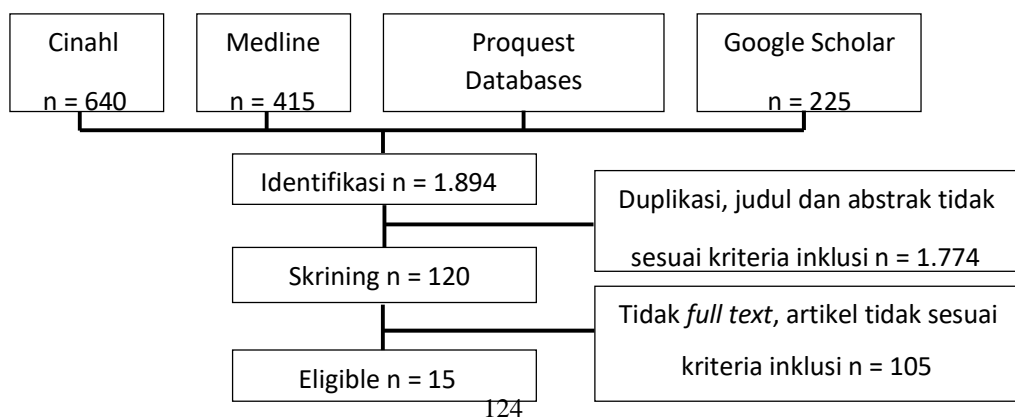 Cinahl
n = 640
Medline
n = 415
Proquest
Databases
Google Scholar
n = 225
Identifikasi n = 1.894
Duplikasi, judul dan abstrak tidak
sesuai kriteria inklusi n = 1.774
Skrining n = 120
Tidak full text, artikel tidak sesuai
kriteria inklusi n = 105
Eligible n = 15
124